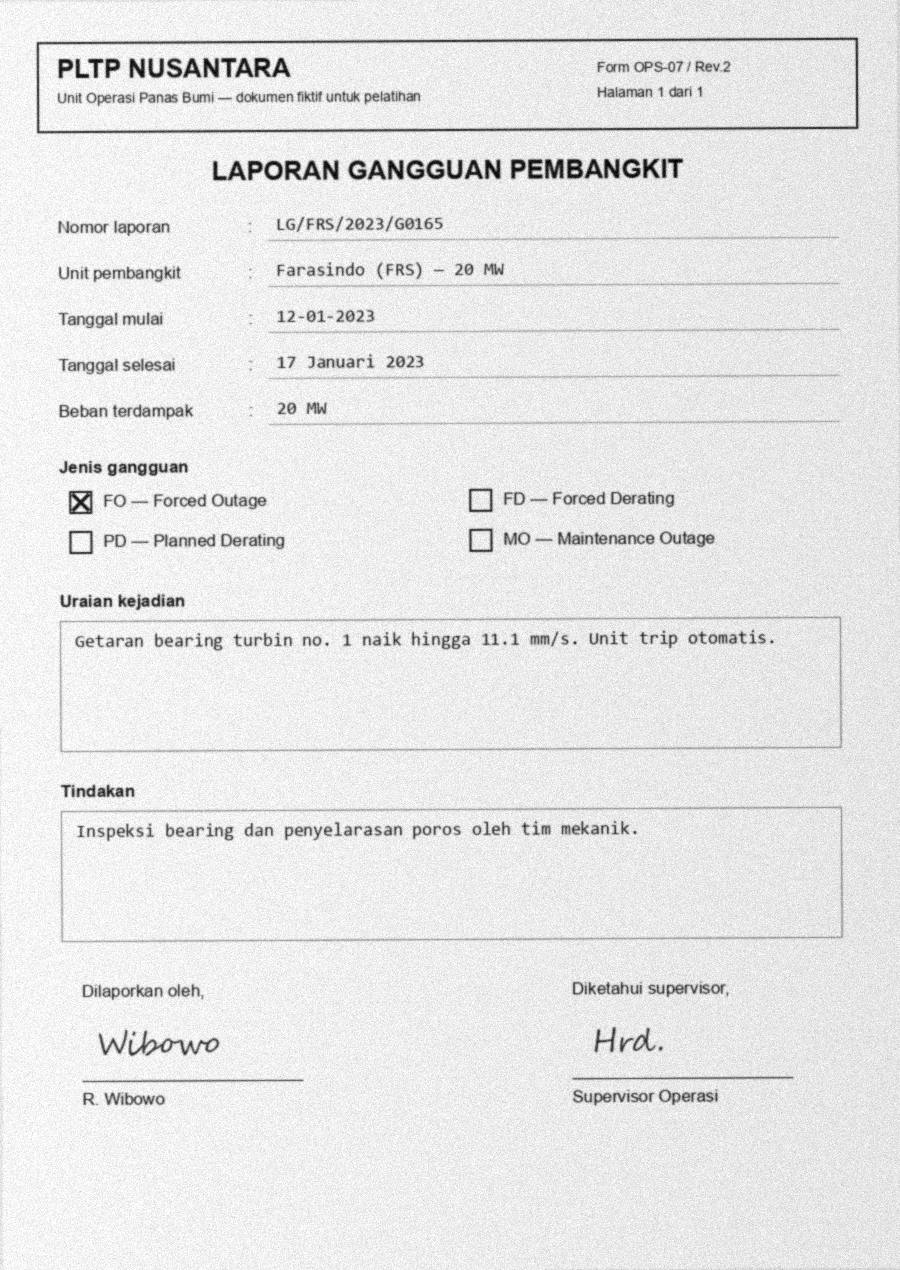 PLTP NUSANTARA
Unit Operasi Panas Bumi — dokumen fiktif untuk pelatihan
Form OPS-07 / Rev.2
Halaman 1 dari 1
LAPORAN GANGGUAN PEMBANGKIT
Nomor laporan : LG/FRS/2023/G0165
Unit pembangkit : Farasindo (FRS) — 20 MW
Tanggal mulai : 12-01-2023
Tanggal selesai : 17 Januari 2023
Beban terdampak : 20 MW
Jenis gangguan
FO — Forced Outage
FD — Forced Derating
PD — Planned Derating
MO — Maintenance Outage
Uraian kejadian
Getaran bearing turbin no. 1 naik hingga 11.1 mm/s. Unit trip otomatis.
Tindakan
Inspeksi bearing dan penyelarasan poros oleh tim mekanik.
Dilaporkan oleh,
Diketahui supervisor,
Wibowo
Hrd.
R. Wibowo
Supervisor Operasi